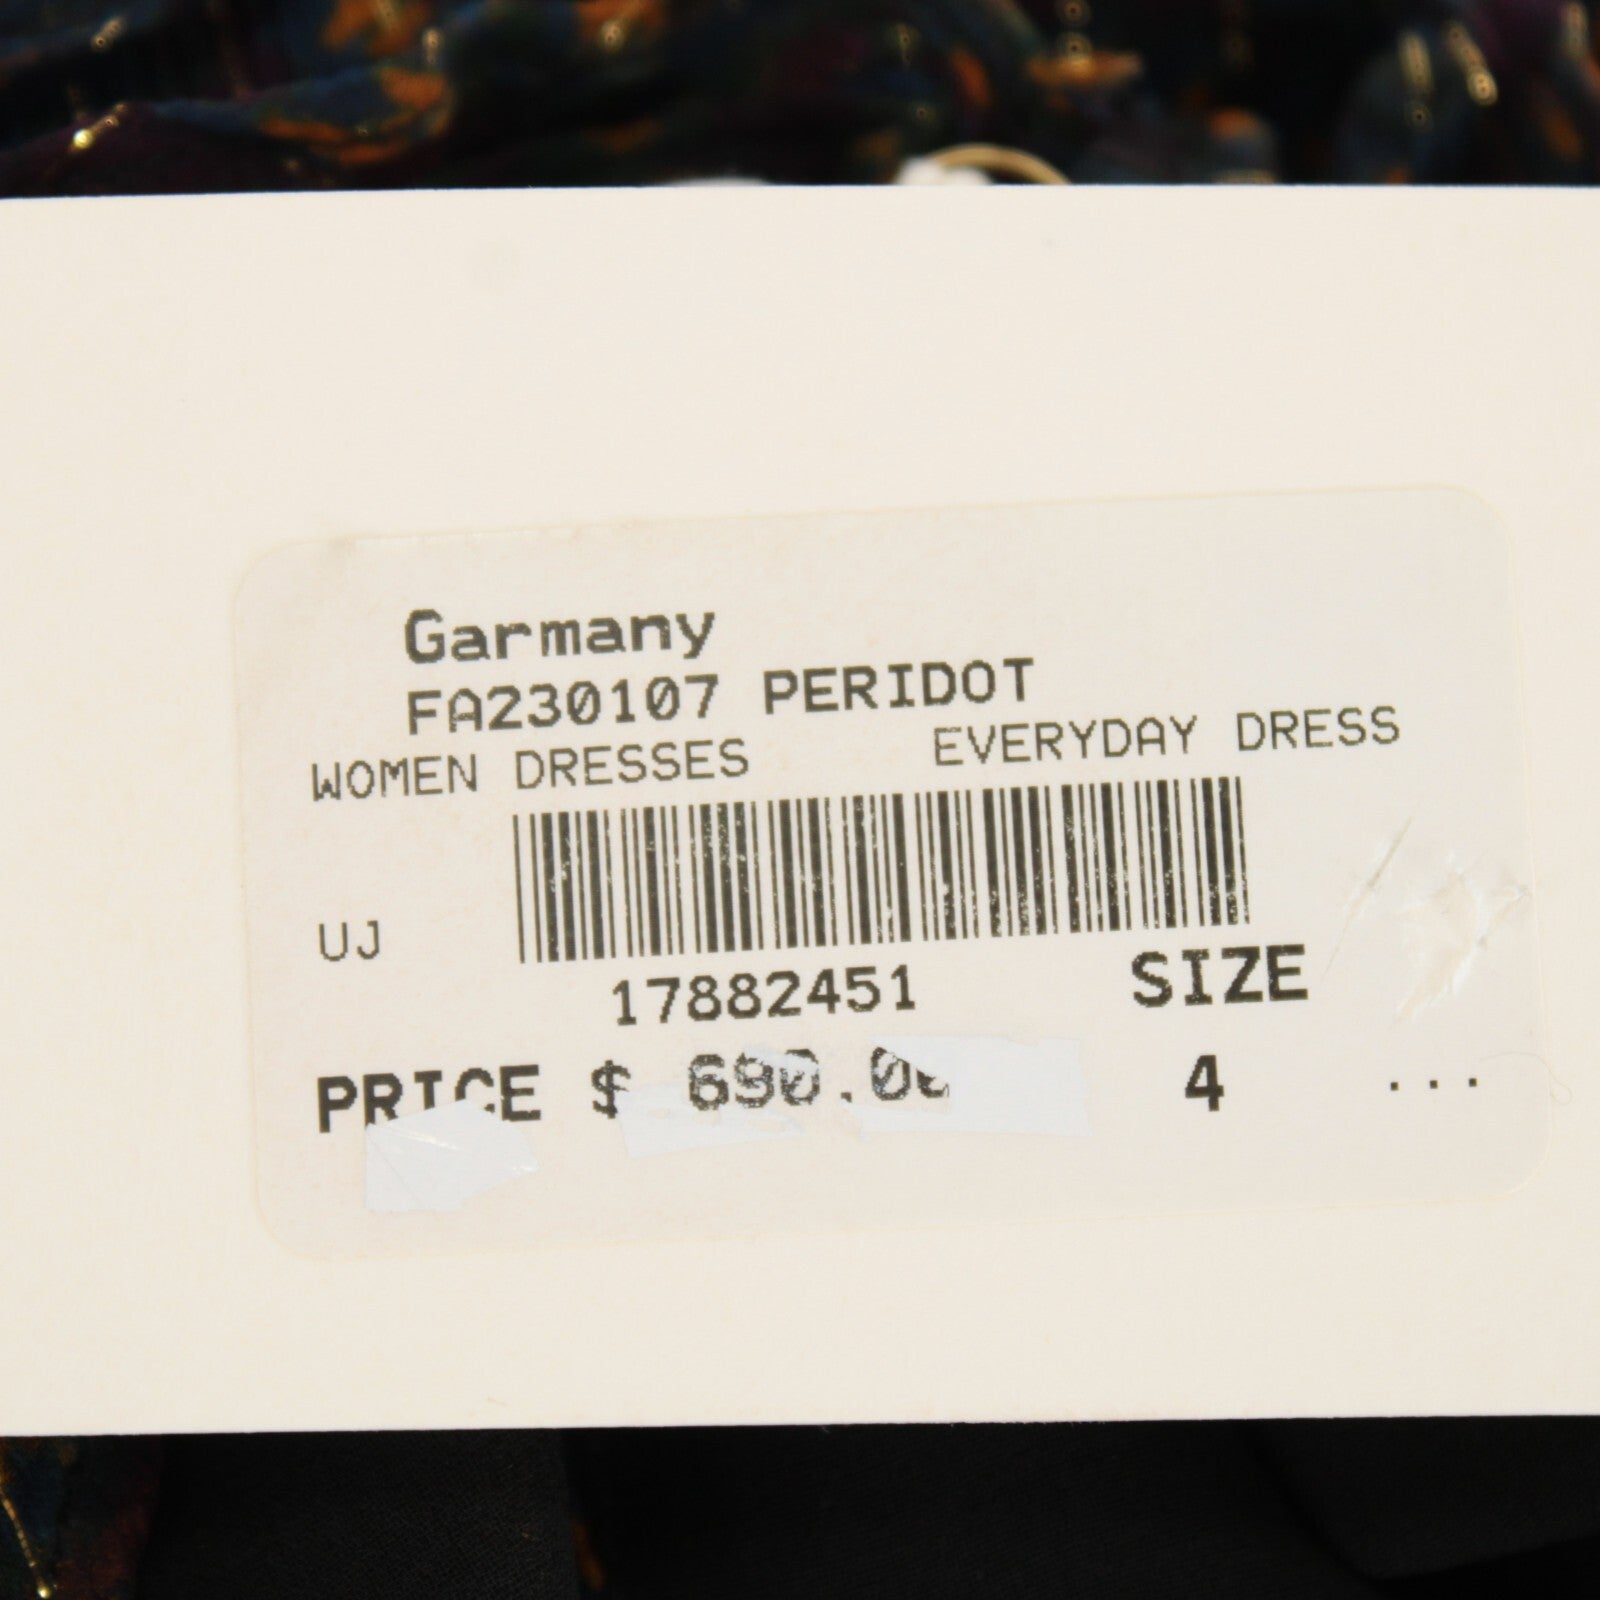 Garmany
FA230107 PERIDOT
WOMEN DRESSES EVERYDAY DRESS
UJ
17882451 SIZE
PRICE $ 690.00 4 ...